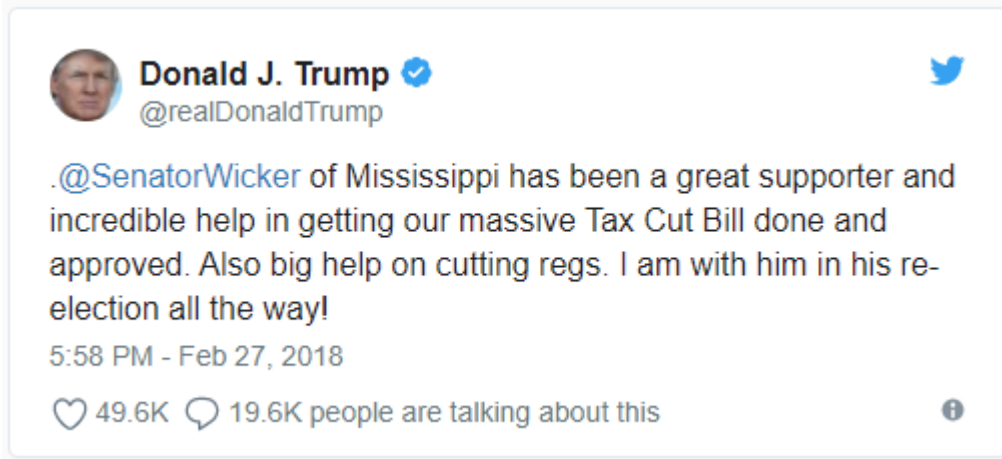 Donald J. Trump
@realDonaldTrump
.@SenatorWicker of Mississippi has been a great supporter and
incredible help in getting our massive Tax Cut Bill done and
approved. Also big help on cutting regs. I am with him in his re-
election all the way!
5:58 PM - Feb 27, 2018
49.6K 19.6K people are talking about this